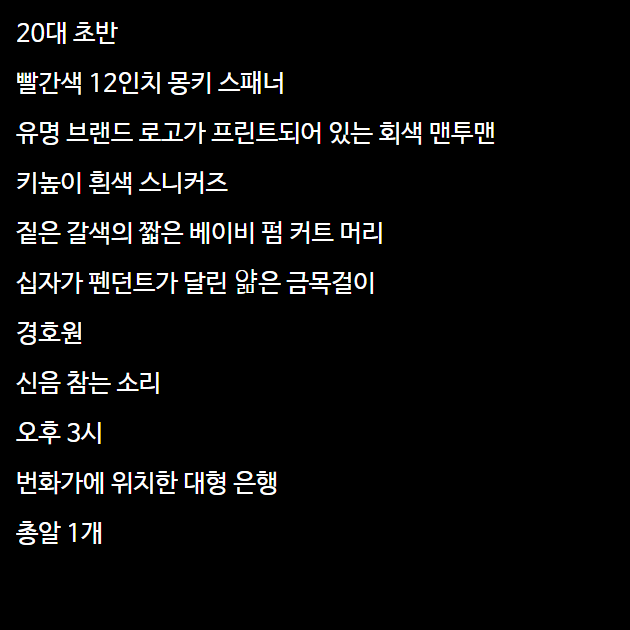 20대 초반
빨간색 12인치 몽키 스패너
유명 브랜드 로고가 프린트되어 있는 회색 맨투맨
키높이 흰색 스니커즈
짙은 갈색의 짧은 베이비 펌 커트 머리
십자가 펜던트가 달린 얆은 금목걸이
경호원
신음 참는 소리
오후 3시
번화가에 위치한 대형 은행
총알 1개